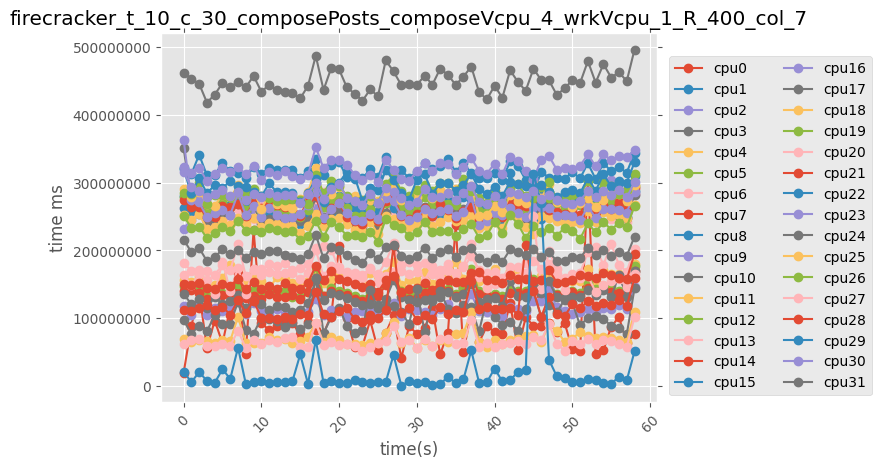 firecracker_t_10_c_30_composePosts_composeVcpu_4_wrkVcpu_1_R_400_col_7
500000000
400000000
300000000
200000000
100000000
0
time ms
0
10
20
30
40
50
60
time(s)
cpu0
cpu1
cpu2
cpu3
cpu4
cpu5
cpu6
cpu7
cpu8
cpu9
cpu10
cpu11
cpu12
cpu13
cpu14
cpu15
cpu16
cpu17
cpu18
cpu19
cpu20
cpu21
cpu22
cpu23
cpu24
cpu25
cpu26
cpu27
cpu28
cpu29
cpu30
cpu31